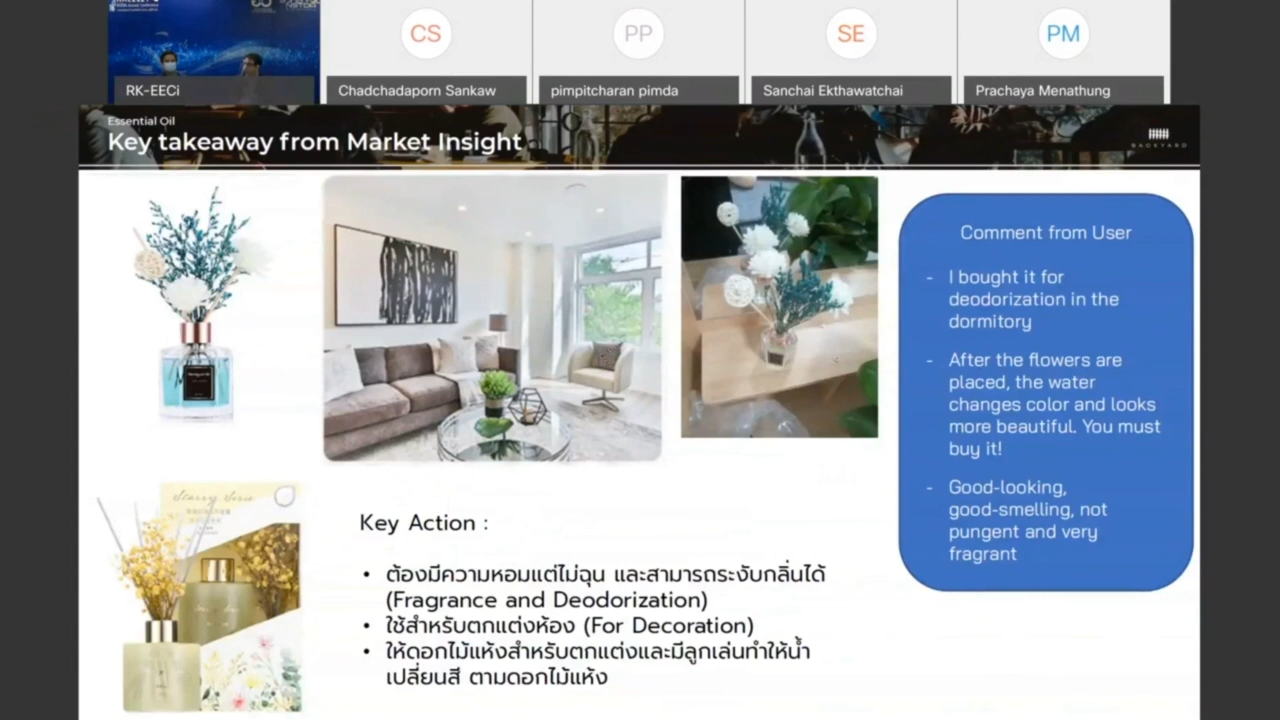 RK-EECi
CS
Chadchadaporn Sankaw
PP
pimpitcharan pimda
SE
Sanchai Ekthawatchai
PM
Prachaya Menathung
Essential Oil
Key takeaway from Market Insight
BACKYARD
Comment from User
- I bought it for
deodorization in the
dormitory
- After the flowers are
placed, the water
changes color and looks
more beautiful. You must
buy it!
- Good-looking,
good-smelling, not
pungent and very
fragrant
Key Action :
• ต้องมีความหอมแต่ไม่ฉุน และสามารถระงับกลิ่นได้
(Fragrance and Deodorization)
• ใช้สำหรับตกแต่งห้อง (For Decoration)
• ให้ดอกไม้แห้งสำหรับตกแต่งและมีลูกเล่นทำให้น้ำ
เปลี่ยนสี ตามดอกไม้แห้ง